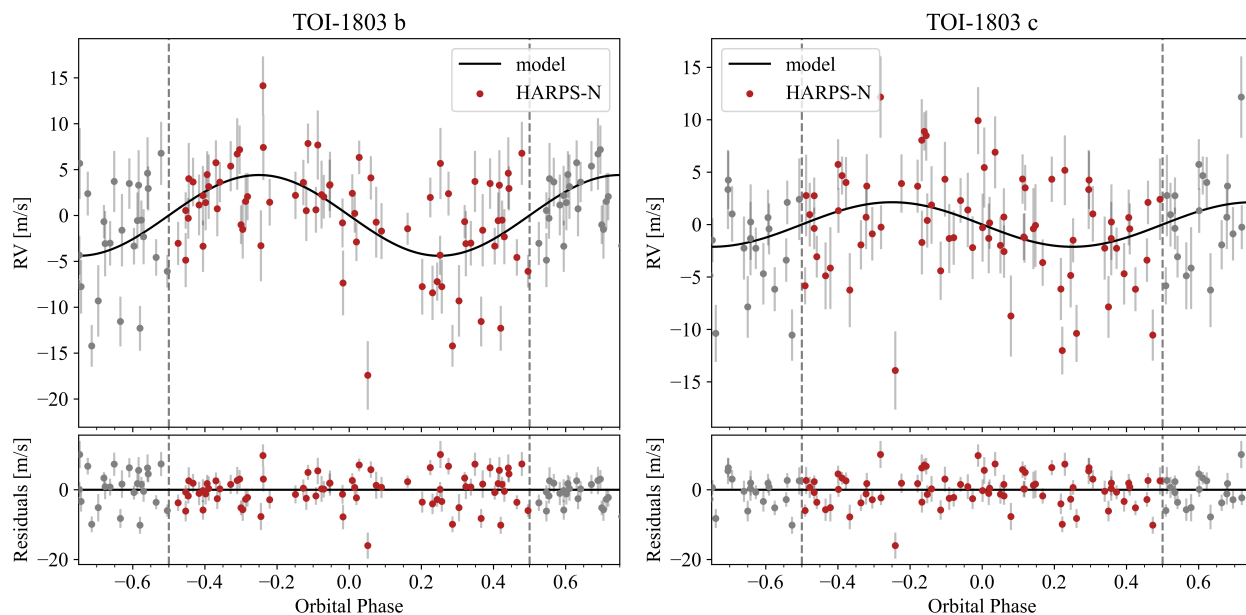 TOI-1803 b
TOI-1803 c
model
HARPS-N
model
HARPS-N
RV [m/s]
15
10
5
0
−5
−10
−15
−20
RV [m/s]
15
10
5
0
−5
−10
−15
Residuals [m/s]
0
−20
Residuals [m/s]
0
−20
−0.6
−0.4
−0.2
0.0
0.2
0.4
0.6
−0.6
−0.4
−0.2
0.0
0.2
0.4
0.6
Orbital Phase
Orbital Phase